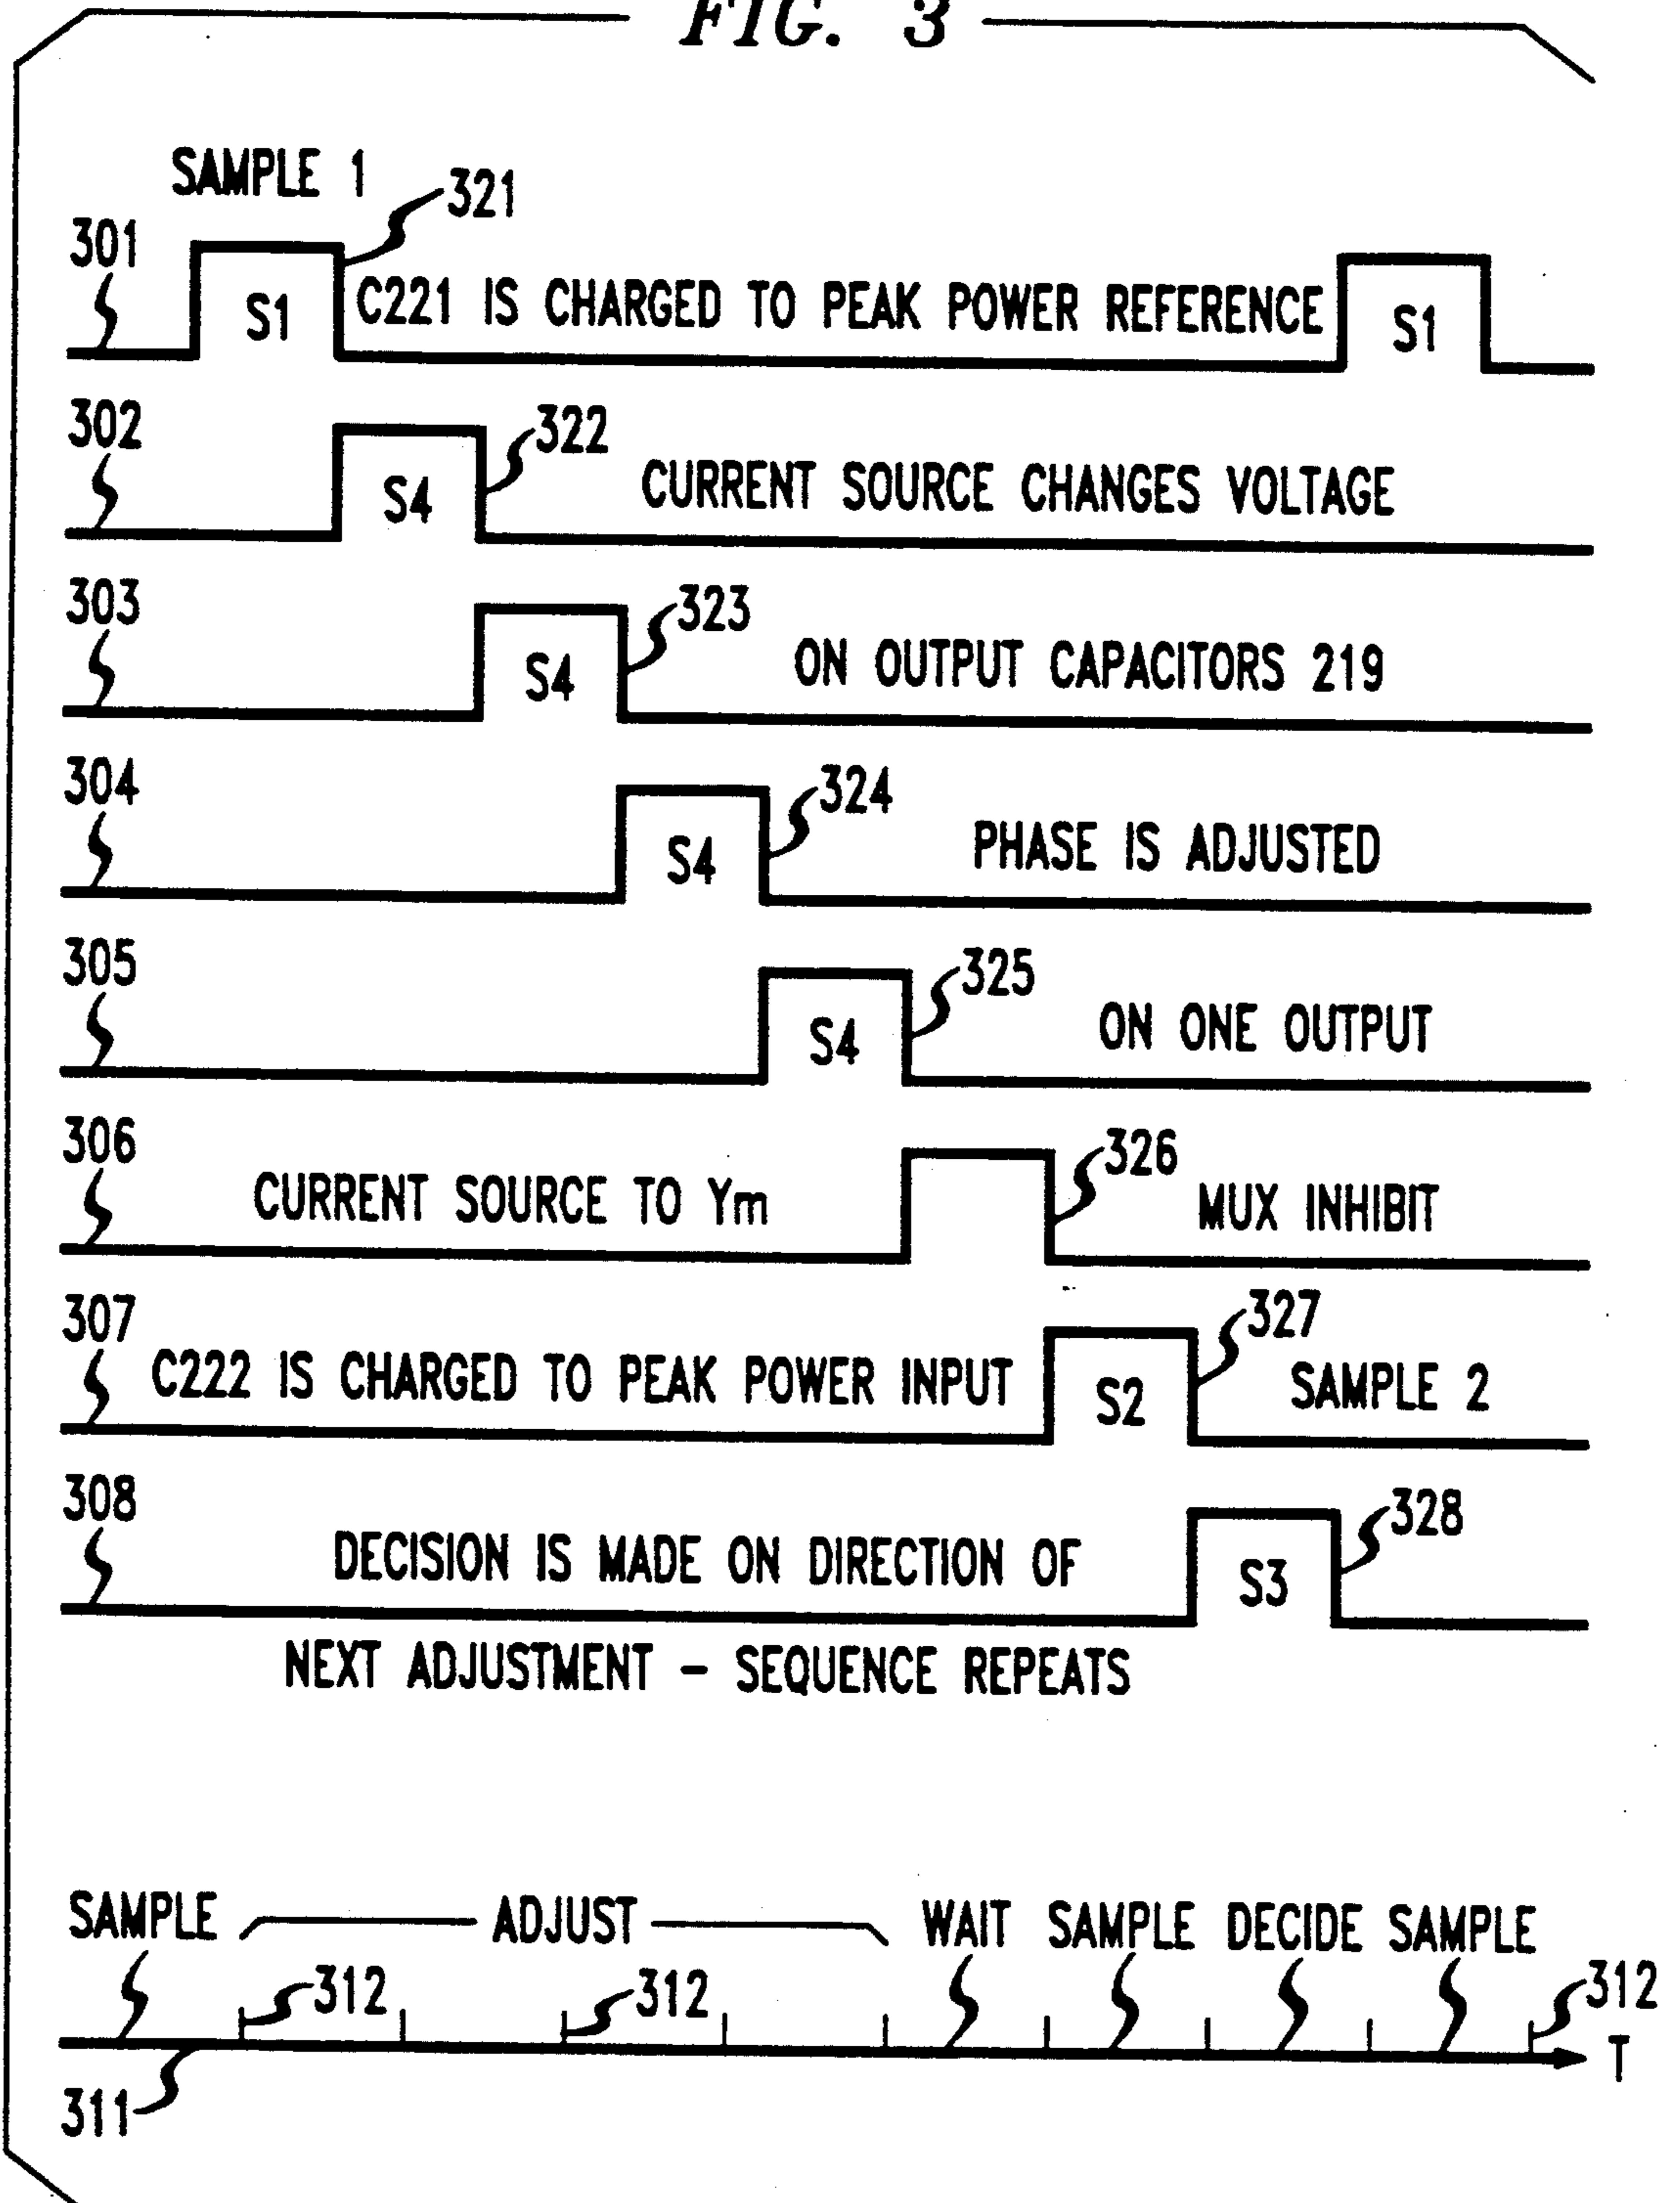 FIG. 3
SAMPLE 1
321
301
S1
C221 IS CHARGED TO PEAK POWER REFERENCE
S1
302
322
S4
CURRENT SOURCE CHANGES VOLTAGE
303
323
S4
ON OUTPUT CAPACITORS 219
304
324
S4
PHASE IS ADJUSTED
305
325
S4
ON ONE OUTPUT
306
326
CURRENT SOURCE TO Ym
MUX INHIBIT
307
327
C222 IS CHARGED TO PEAK POWER INPUT
S2
SAMPLE 2
308
328
DECISION IS MADE ON DIRECTION OF
S3
NEXT ADJUSTMENT - SEQUENCE REPEATS
SAMPLE ADJUST WAIT SAMPLE DECIDE SAMPLE
312
312
312
T
311